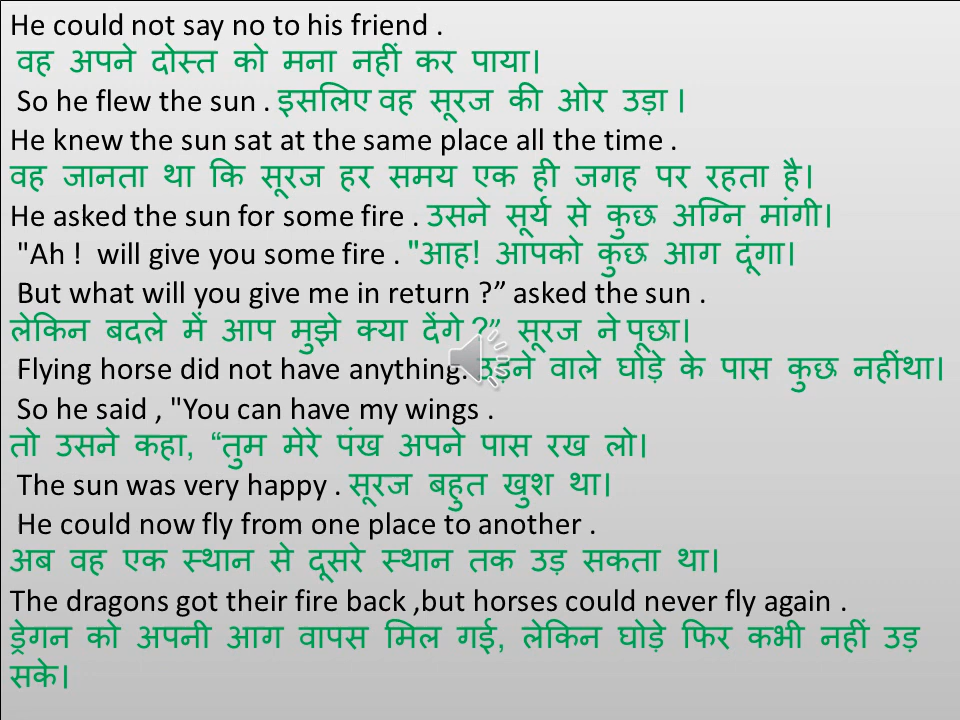 He could not say no to his friend .
वह अपने दोस्त को मना नहीं कर पाया।
So he flew the sun . इसलिए वह सूरज की ओर उड़ा ।
He knew the sun sat at the same place all the time .
वह जानता था कि सूरज हर समय एक ही जगह पर रहता है।
He asked the sun for some fire . उसने सूर्य से कुछ अग्नि मांगी।
"Ah ! will give you some fire . "आह! आपको कुछ आग दूंगा।
But what will you give me in return ?” asked the sun .
लेकिन बदले में आप मुझे क्या देंगे ?” सूरज ने पूछा।
Flying horse did not have anything. उड़ने वाले घोड़े के पास कुछ नहींथा।
So he said , "You can have my wings .
तो उसने कहा, “तुम मेरे पंख अपने पास रख लो।
The sun was very happy . सूरज बहुत खुश था।
He could now fly from one place to another .
अब वह एक स्थान से दूसरे स्थान तक उड़ सकता था।
The dragons got their fire back ,but horses could never fly again .
ड्रेगन को अपनी आग वापस मिल गई, लेकिन घोड़े फिर कभी नहीं उड़
सके।